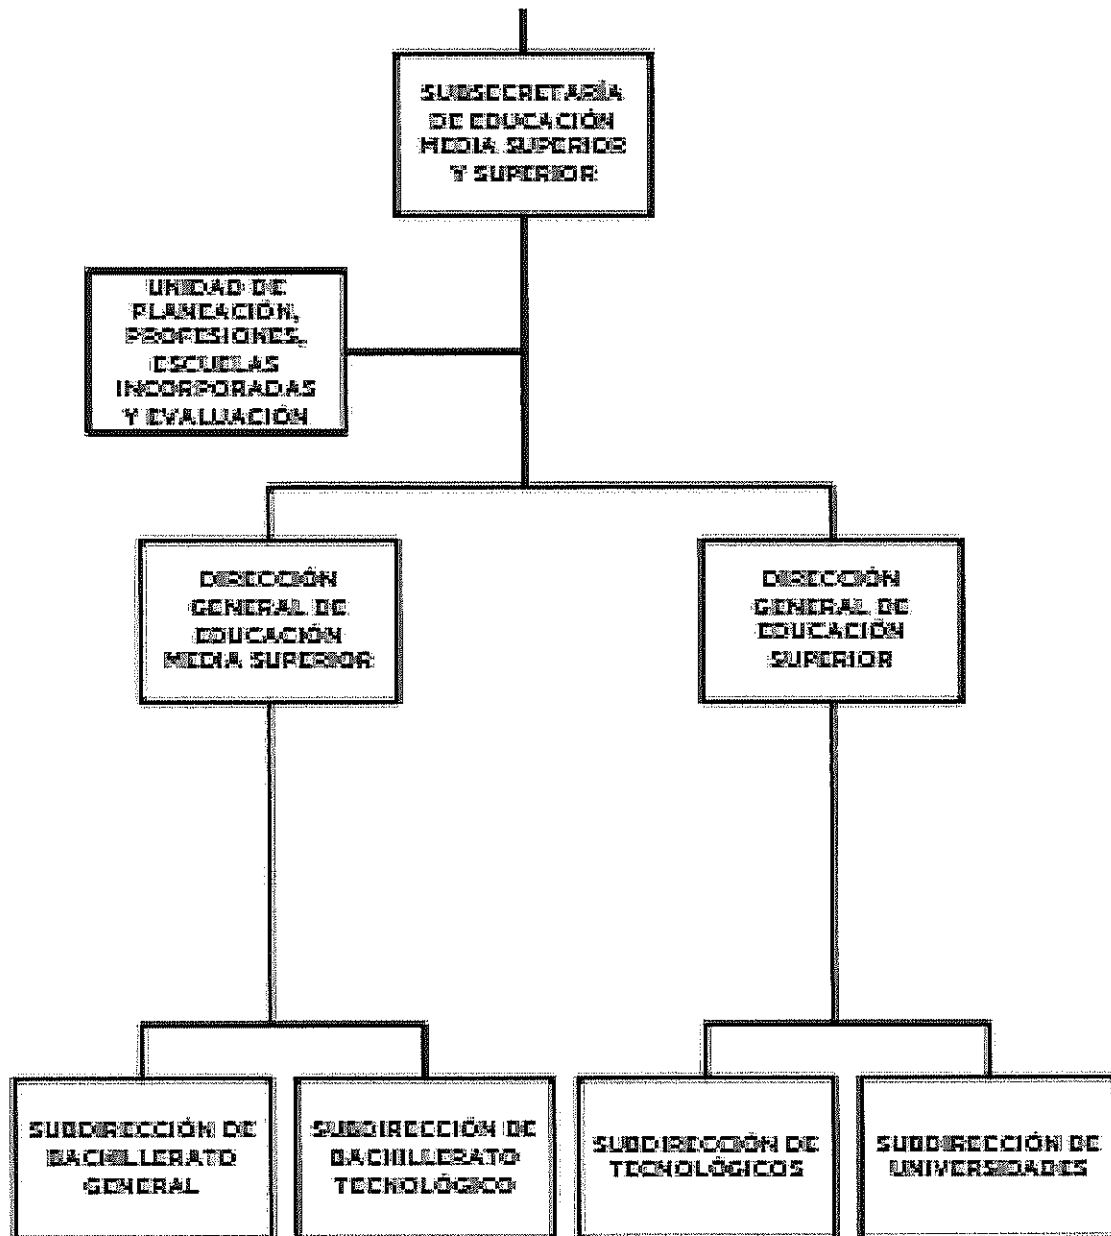 SUBSECRETARÍA
DE EDUCACIÓN
MEDIA SUPERIOR
Y SUPERIOR
UNIDAD DE
PLANEACIÓN,
PROFESIONES,
ESCUELAS
INCORPORADAS
Y EVALUACIÓN
DIRECCIÓN
GENERAL DE
EDUCACIÓN
MEDIA SUPERIOR
DIRECCIÓN
GENERAL DE
EDUCACIÓN
SUPERIOR
SUBDIRECCIÓN DE
BACHILLERATO
GENERAL
SUBDIRECCIÓN DE
BACHILLERATO
TECNOLÓGICO
SUBDIRECCIÓN DE
TECNOLÓGICOS
SUBDIRECCIÓN DE
UNIVERSIDADES